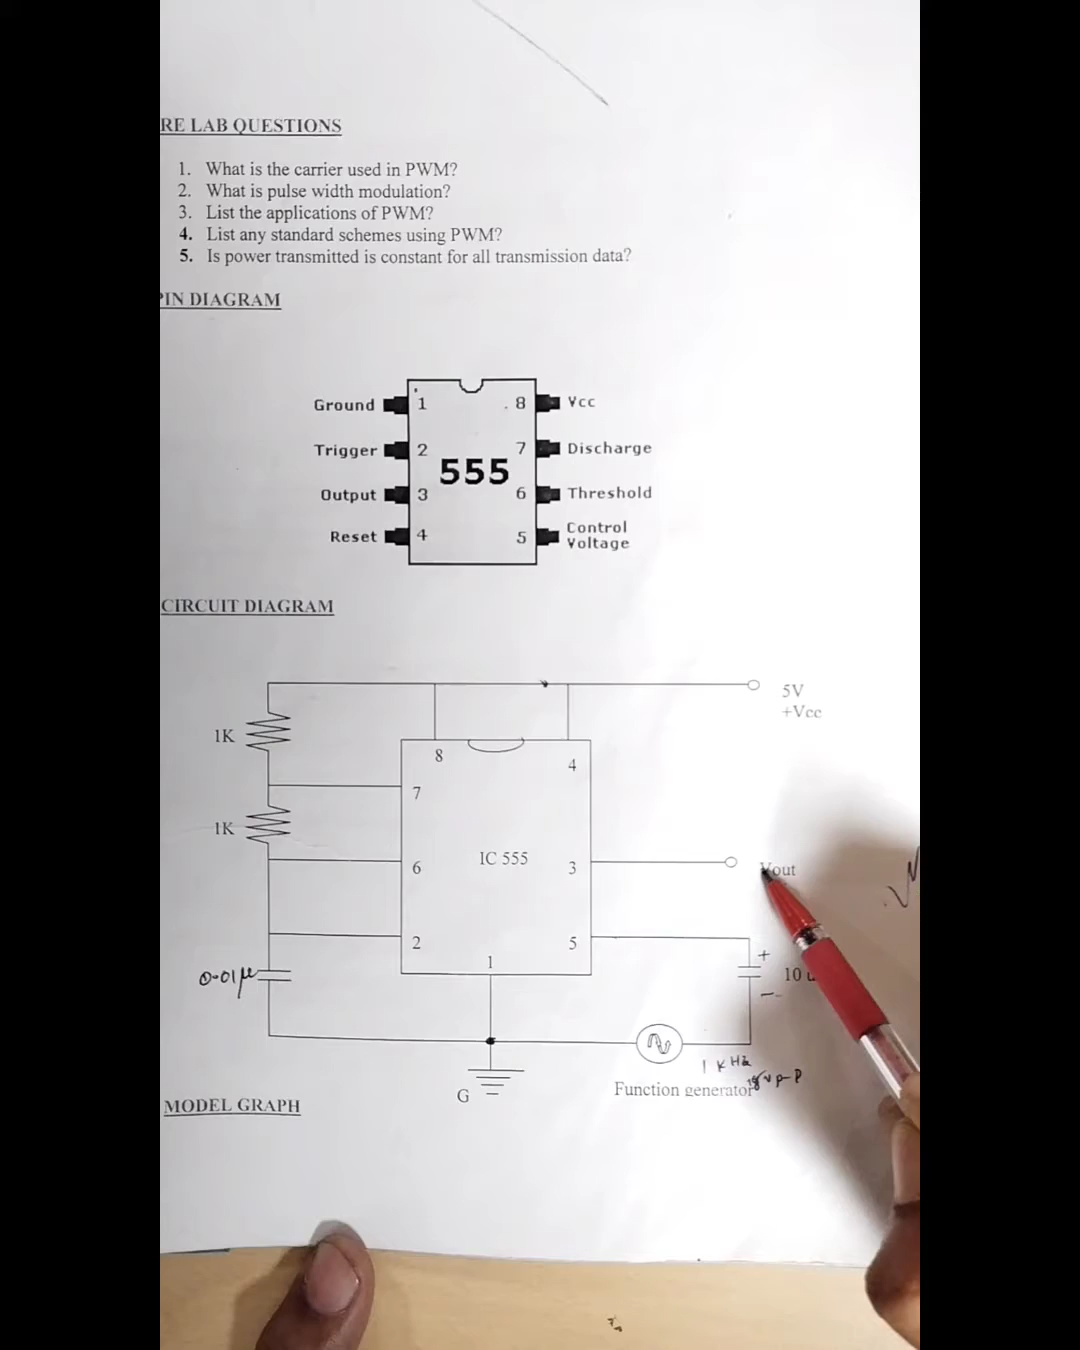 RE LAB QUESTIONS
1. What is the carrier used in PWM?
2. What is pulse width modulation?
3. List the applications of PWM?
4. List any standard schemes using PWM?
5. Is power transmitted is constant for all transmission data?
PIN DIAGRAM
Ground 1 8 Vcc
Trigger 2 7 Discharge
555
Output 3 6 Threshold
Reset 4 5 Control Voltage
CIRCUIT DIAGRAM
5V
+Vcc
1K
8 4
7
1K
IC 555
6 3
Vout
2 5
1
+
0.01µ
10
-
1 KHz
Function generator
vp-p
G
MODEL GRAPH